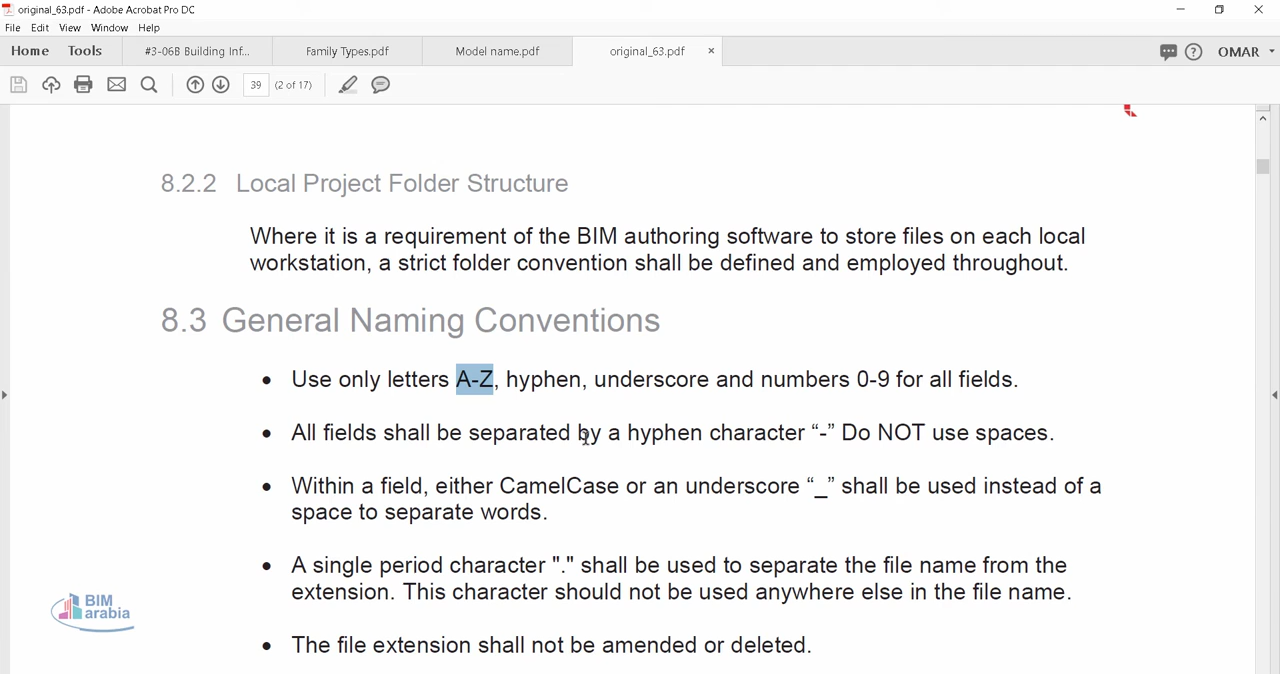 original_63.pdf - Adobe Acrobat Pro DC
File Edit View Window Help
Home Tools #3-06B Building Inf... Family Types.pdf Model name.pdf original_63.pdf × OMAR
39 (2 of 17)
8.2.2 Local Project Folder Structure
Where it is a requirement of the BIM authoring software to store files on each local
workstation, a strict folder convention shall be defined and employed throughout.
8.3 General Naming Conventions
• Use only letters A-Z, hyphen, underscore and numbers 0-9 for all fields.
• All fields shall be separated by a hyphen character “-” Do NOT use spaces.
• Within a field, either CamelCase or an underscore “_” shall be used instead of a
space to separate words.
• A single period character "." shall be used to separate the file name from the
extension. This character should not be used anywhere else in the file name.
BIM
arabia
• The file extension shall not be amended or deleted.